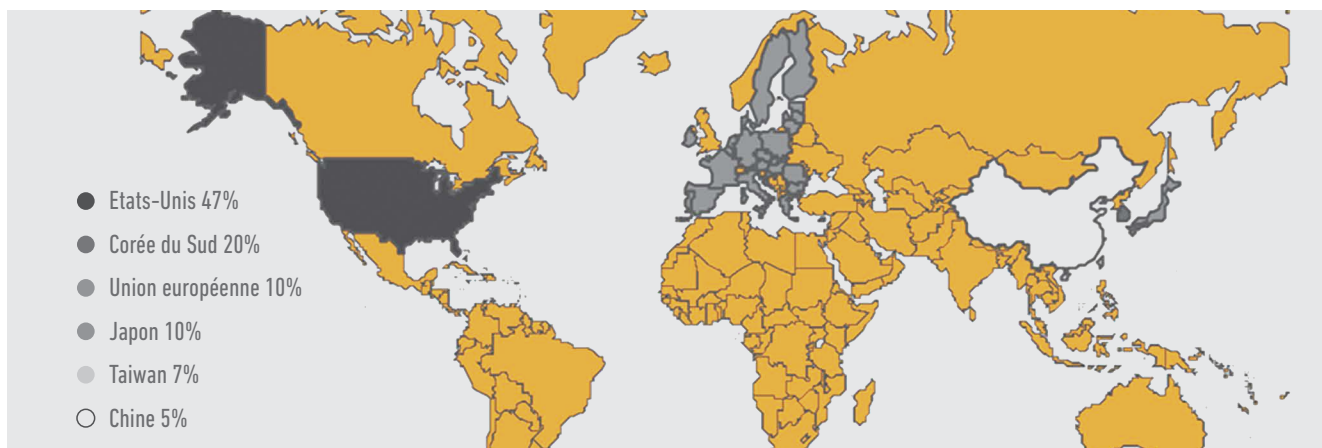 Etats-Unis 47%
Corée du Sud 20%
Union européenne 10%
Japon 10%
Taiwan 7%
Chine 5%